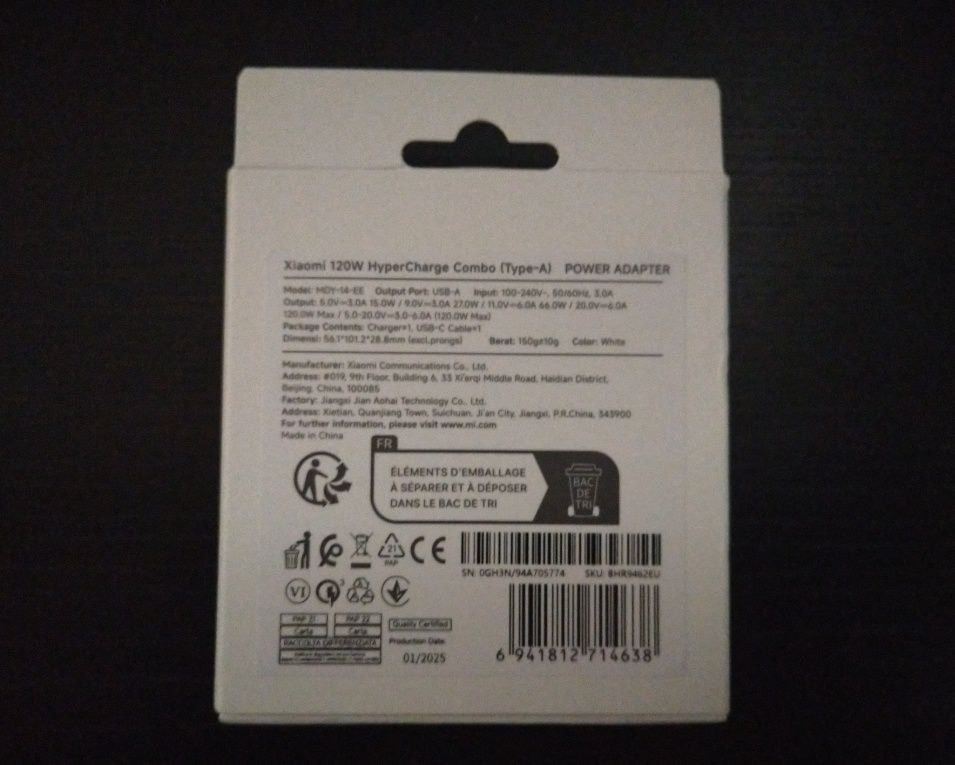 Xiaomi 120W HyperCharge Combo (Type-A) POWER ADAPTER
Model: MDY-14-EE Output Port: USB-A Input: 100-240V~, 50/60Hz, 3.0A
Output: 5.0V⎓3.0A 15.0W / 9.0V⎓3.0A 27.0W / 11.0V⎓6.0A 66.0W / 20.0V⎓6.0A
120.0W Max / 5.0-20.0V⎓3.0-6.0A (120.0W Max)
Package Contents: Charger×1, USB-C Cable×1
Dimensi: 56.1*101.2*28.8mm (excl.prongs) Berat: 150g±10g Color: White
Manufacturer: Xiaomi Communications Co., Ltd.
Address: #019, 9th Floor, Building 6, 33 Xi'erqi Middle Road, Haidian District,
Beijing, China, 100085
Factory: Jiangxi Jian Aohai Technology Co., Ltd.
Address: Xietian, Quanjiang Town, Suichuan, Ji'an City, Jiangxi, P.R.China, 343900
For further information, please visit www.mi.com
Made in China
FR
ÉLÉMENTS D'EMBALLAGE
À SÉPARER ET À DÉPOSER
DANS LE BAC DE TRI
BAC
DE
TRI
21
PAP
CE
SN: 0GH3N/94A705774 SKU: BHR9462EU
VI
3
PAP 21 PAP 22
Carta Carta
RACCOLTA DIFFERENZIATA
Quality Certified
Production Date:
01/2025
6 941812 714638